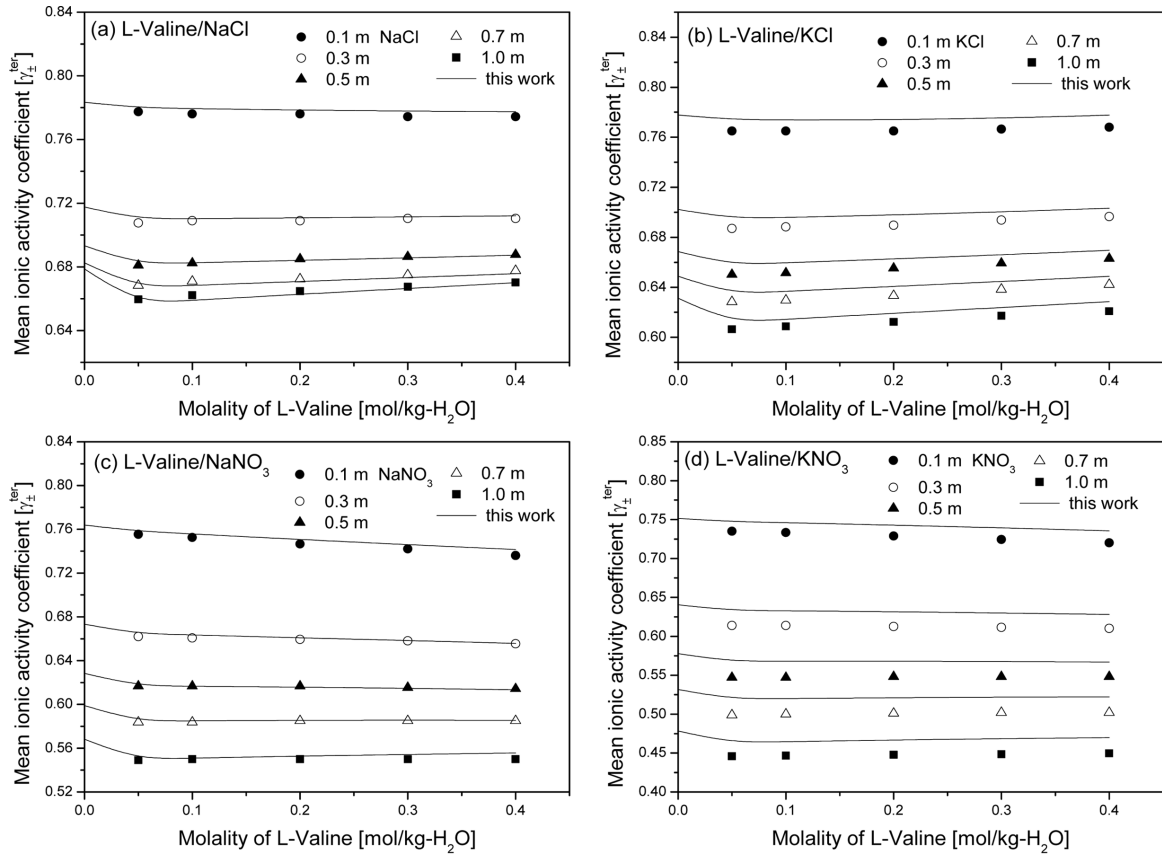 (a) L-Valine/NaCl
0.1 m NaCl
0.3 m
0.5 m
0.7 m
1.0 m
this work
0.84
0.80
0.76
0.72
0.68
0.64
Mean ionic activity coefficient [γ±^ter]
0.0 0.1 0.2 0.3 0.4
Molality of L-Valine [mol/kg-H₂O]
(b) L-Valine/KCl
0.1 m KCl
0.3 m
0.5 m
0.7 m
1.0 m
this work
0.84
0.80
0.76
0.72
0.68
0.64
0.60
Mean ionic activity coefficient [γ±^ter]
0.0 0.1 0.2 0.3 0.4
Molality of L-Valine [mol/kg-H₂O]
(c) L-Valine/NaNO₃
0.1 m NaNO₃
0.3 m
0.5 m
0.7 m
1.0 m
this work
0.84
0.80
0.76
0.72
0.68
0.64
0.60
0.56
0.52
Mean ionic activity coefficient [γ±^ter]
0.0 0.1 0.2 0.3 0.4
Molality of L-Valine [mol/kg-H₂O]
(d) L-Valine/KNO₃
0.1 m KNO₃
0.3 m
0.5 m
0.7 m
1.0 m
this work
0.85
0.80
0.75
0.70
0.65
0.60
0.55
0.50
0.45
0.40
Mean ionic activity coefficient [γ±^ter]
0.0 0.1 0.2 0.3 0.4
Molality of L-Valine [mol/kg-H₂O]